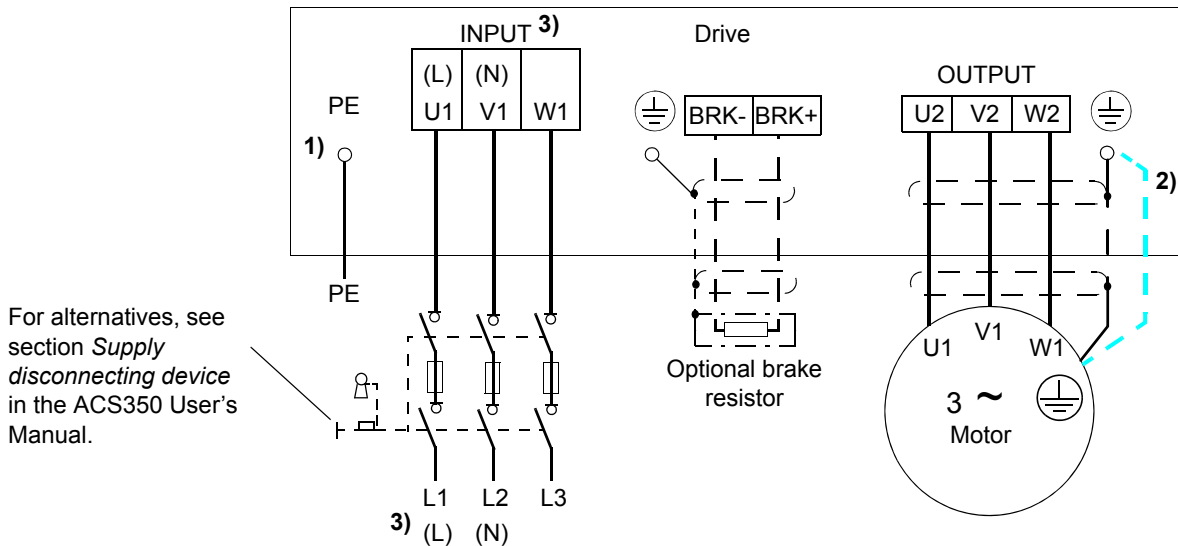 INPUT 3)
Drive
(L) (N)
U1 V1 W1
PE
1)
BRK- BRK+
OUTPUT
U2 V2 W2
2)
PE
For alternatives, see
section Supply
disconnecting device
in the ACS350 User’s
Manual.
Optional brake
resistor
U1 V1 W1
3 ~
Motor
L1 L2 L3
3) (L) (N)